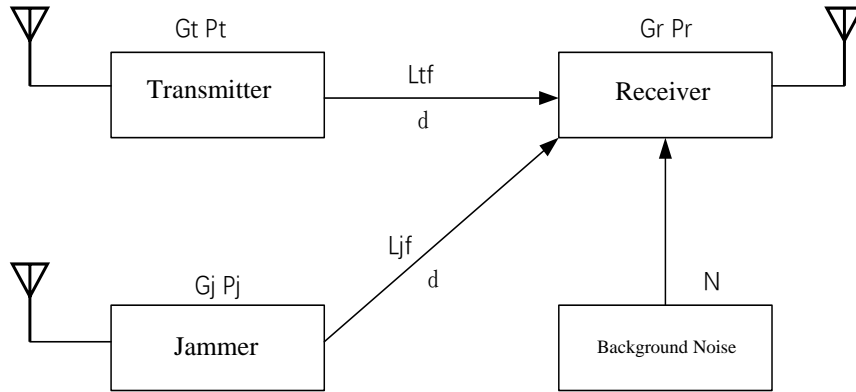 Gt Pt
Gr Pr
Transmitter
Ltf
Receiver
d
Ljf
d
Gj Pj
N
Jammer
Background Noise